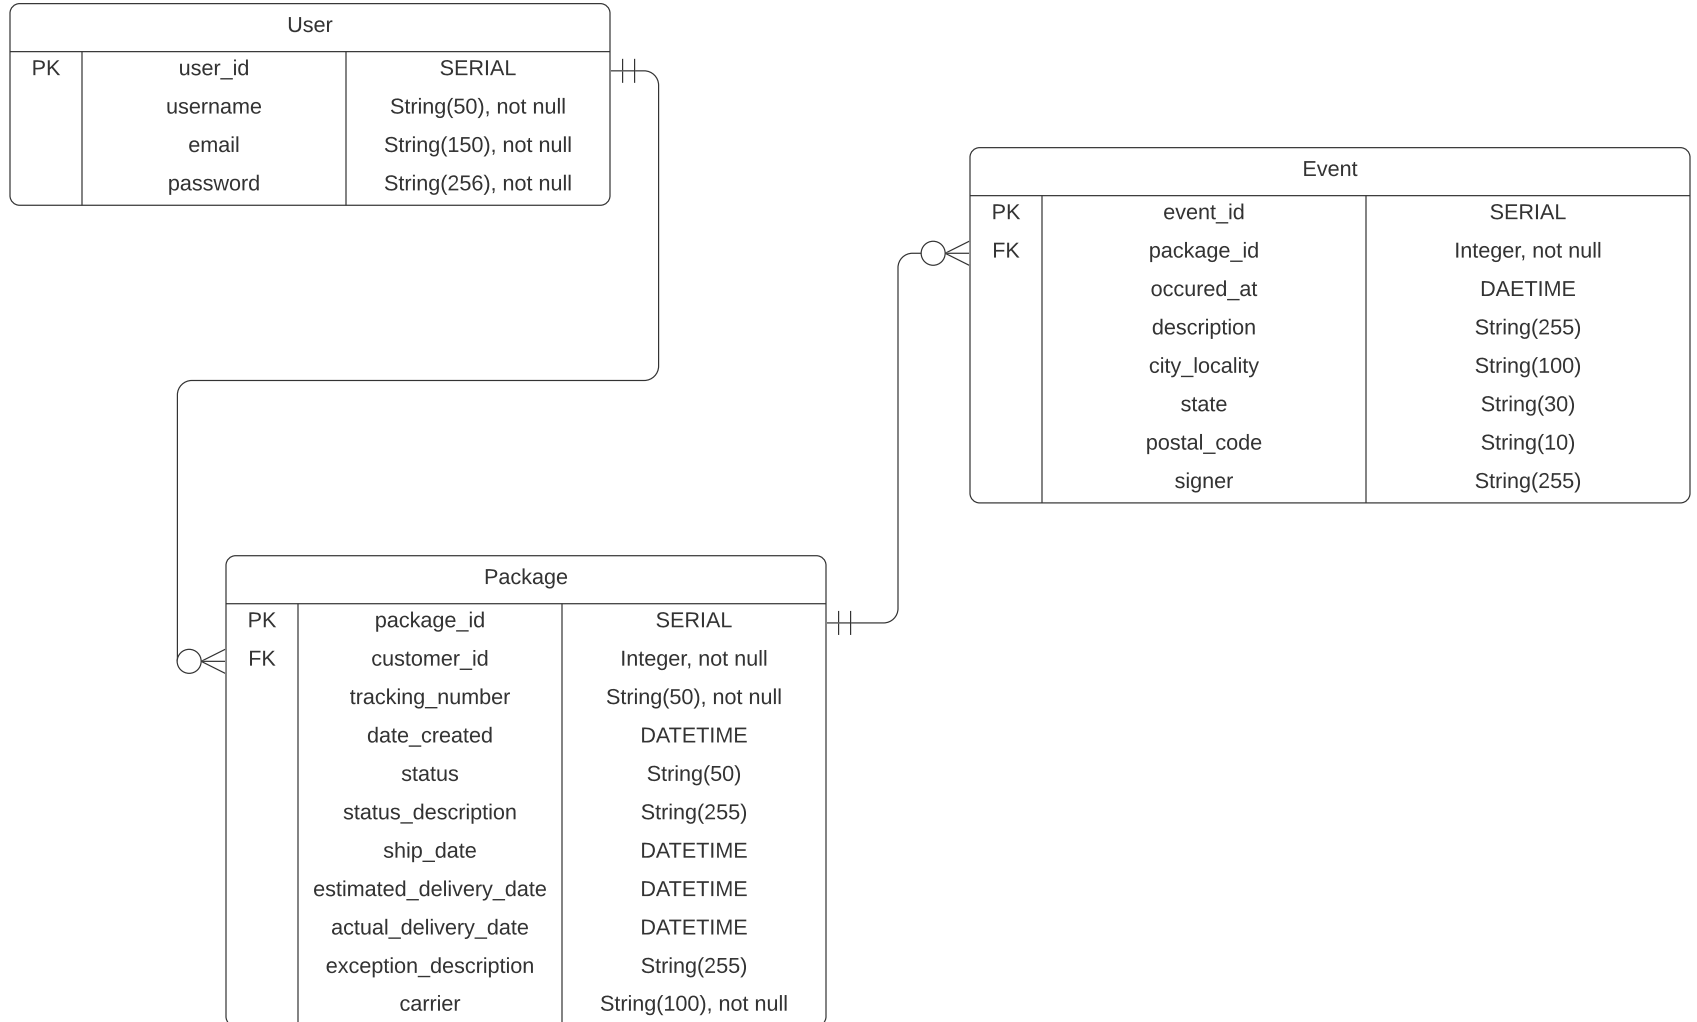 User
PK user_id SERIAL
username String(50), not null
email String(150), not null
password String(256), not null
Event
PK event_id SERIAL
FK package_id Integer, not null
occured_at DAETIME
description String(255)
city_locality String(100)
state String(30)
postal_code String(10)
signer String(255)
Package
PK package_id SERIAL
FK customer_id Integer, not null
tracking_number String(50), not null
date_created DATETIME
status String(50)
status_description String(255)
ship_date DATETIME
estimated_delivery_date DATETIME
actual_delivery_date DATETIME
exception_description String(255)
carrier String(100), not null